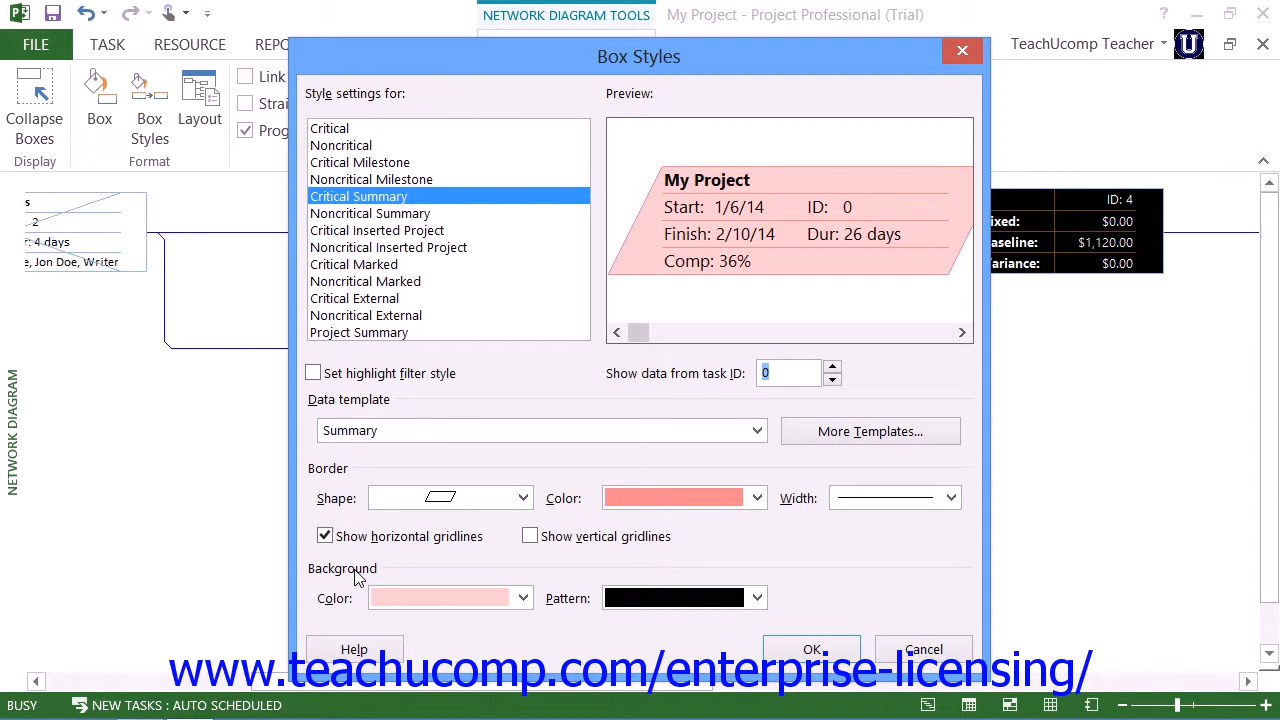 NETWORK DIAGRAM TOOLS
My Project - Project Professional (Trial)
FILE
TASK
RESOURCE
REPO
TeachUcomp Teacher
U
Collapse Boxes
Box
Box Styles
Layout
Link
Strai
Prog
Display
Format
Box Styles
Style settings for:
Critical
Noncritical
Critical Milestone
Noncritical Milestone
Critical Summary
Noncritical Summary
Critical Inserted Project
Noncritical Inserted Project
Critical Marked
Noncritical Marked
Critical External
Noncritical External
Project Summary
Preview:
My Project
Start: 1/6/14 ID: 0
Finish: 2/10/14 Dur: 26 days
Comp: 36%
Set highlight filter style
Show data from task ID: 0
Data template
Summary
More Templates...
Border
Shape:
Color:
Width:
Show horizontal gridlines
Show vertical gridlines
Background
Color:
Pattern:
Help
OK
Cancel
s
2
r: 4 days
e, Jon Doe, Writer
ID: 4
ixed: $0.00
aseline: $1,120.00
ariance: $0.00
NETWORK DIAGRAM
www.teachucomp.com/enterprise-licensing/
BUSY
NEW TASKS : AUTO SCHEDULED